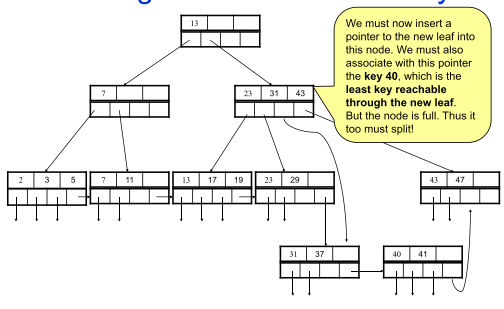 13
We must now insert a
pointer to the new leaf into
this node. We must also
associate with this pointer
the key 40, which is the
least key reachable
through the new leaf.
But the node is full. Thus it
too must split!
7
23 31 43
2 3 5
7 11
13 17 19
23 29
43 47
31 37
40 41